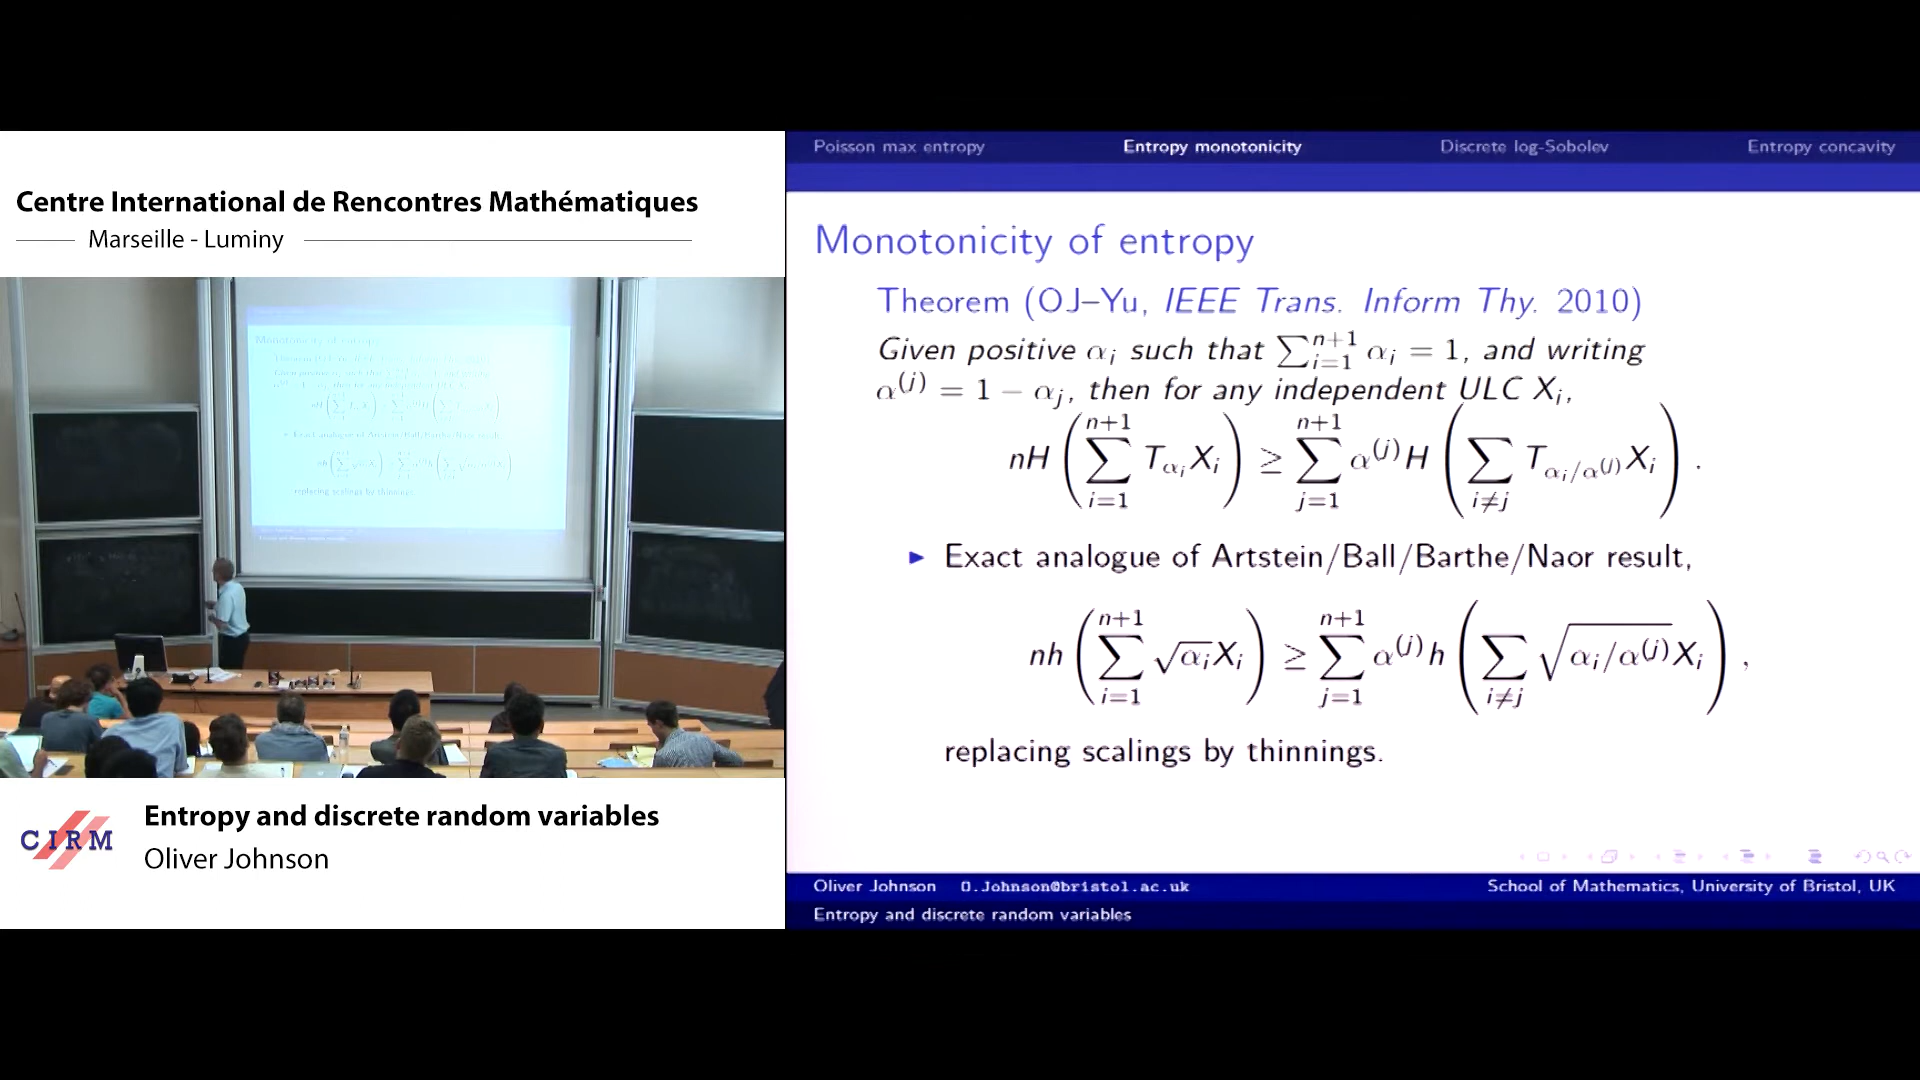 Centre International de Rencontres Mathématiques
Marseille - Luminy
Poisson max entropy Entropy monotonicity Discrete log-Sobolev Entropy concavity
Monotonicity of entropy
Theorem (OJ–Yu, IEEE Trans. Inform Thy. 2010)
Given positive α_i such that ∑_{i=1}^{n+1} α_i = 1, and writing
α^{(j)} = 1 − α_j, then for any independent ULC X_i,
nH (∑_{i=1}^{n+1} T_{α_i} X_i) ≥ ∑_{j=1}^{n+1} α^{(j)} H (∑_{i≠j} T_{α_i/α^{(j)}} X_i) .
► Exact analogue of Artstein/Ball/Barthe/Naor result,
nh (∑_{i=1}^{n+1} √α_i X_i) ≥ ∑_{j=1}^{n+1} α^{(j)} h (∑_{i≠j} √(α_i/α^{(j)}) X_i) ,
replacing scalings by thinnings.
Oliver Johnson O.Johnson@bristol.ac.uk School of Mathematics, University of Bristol, UK
Entropy and discrete random variables
CIRM
Entropy and discrete random variables
Oliver Johnson